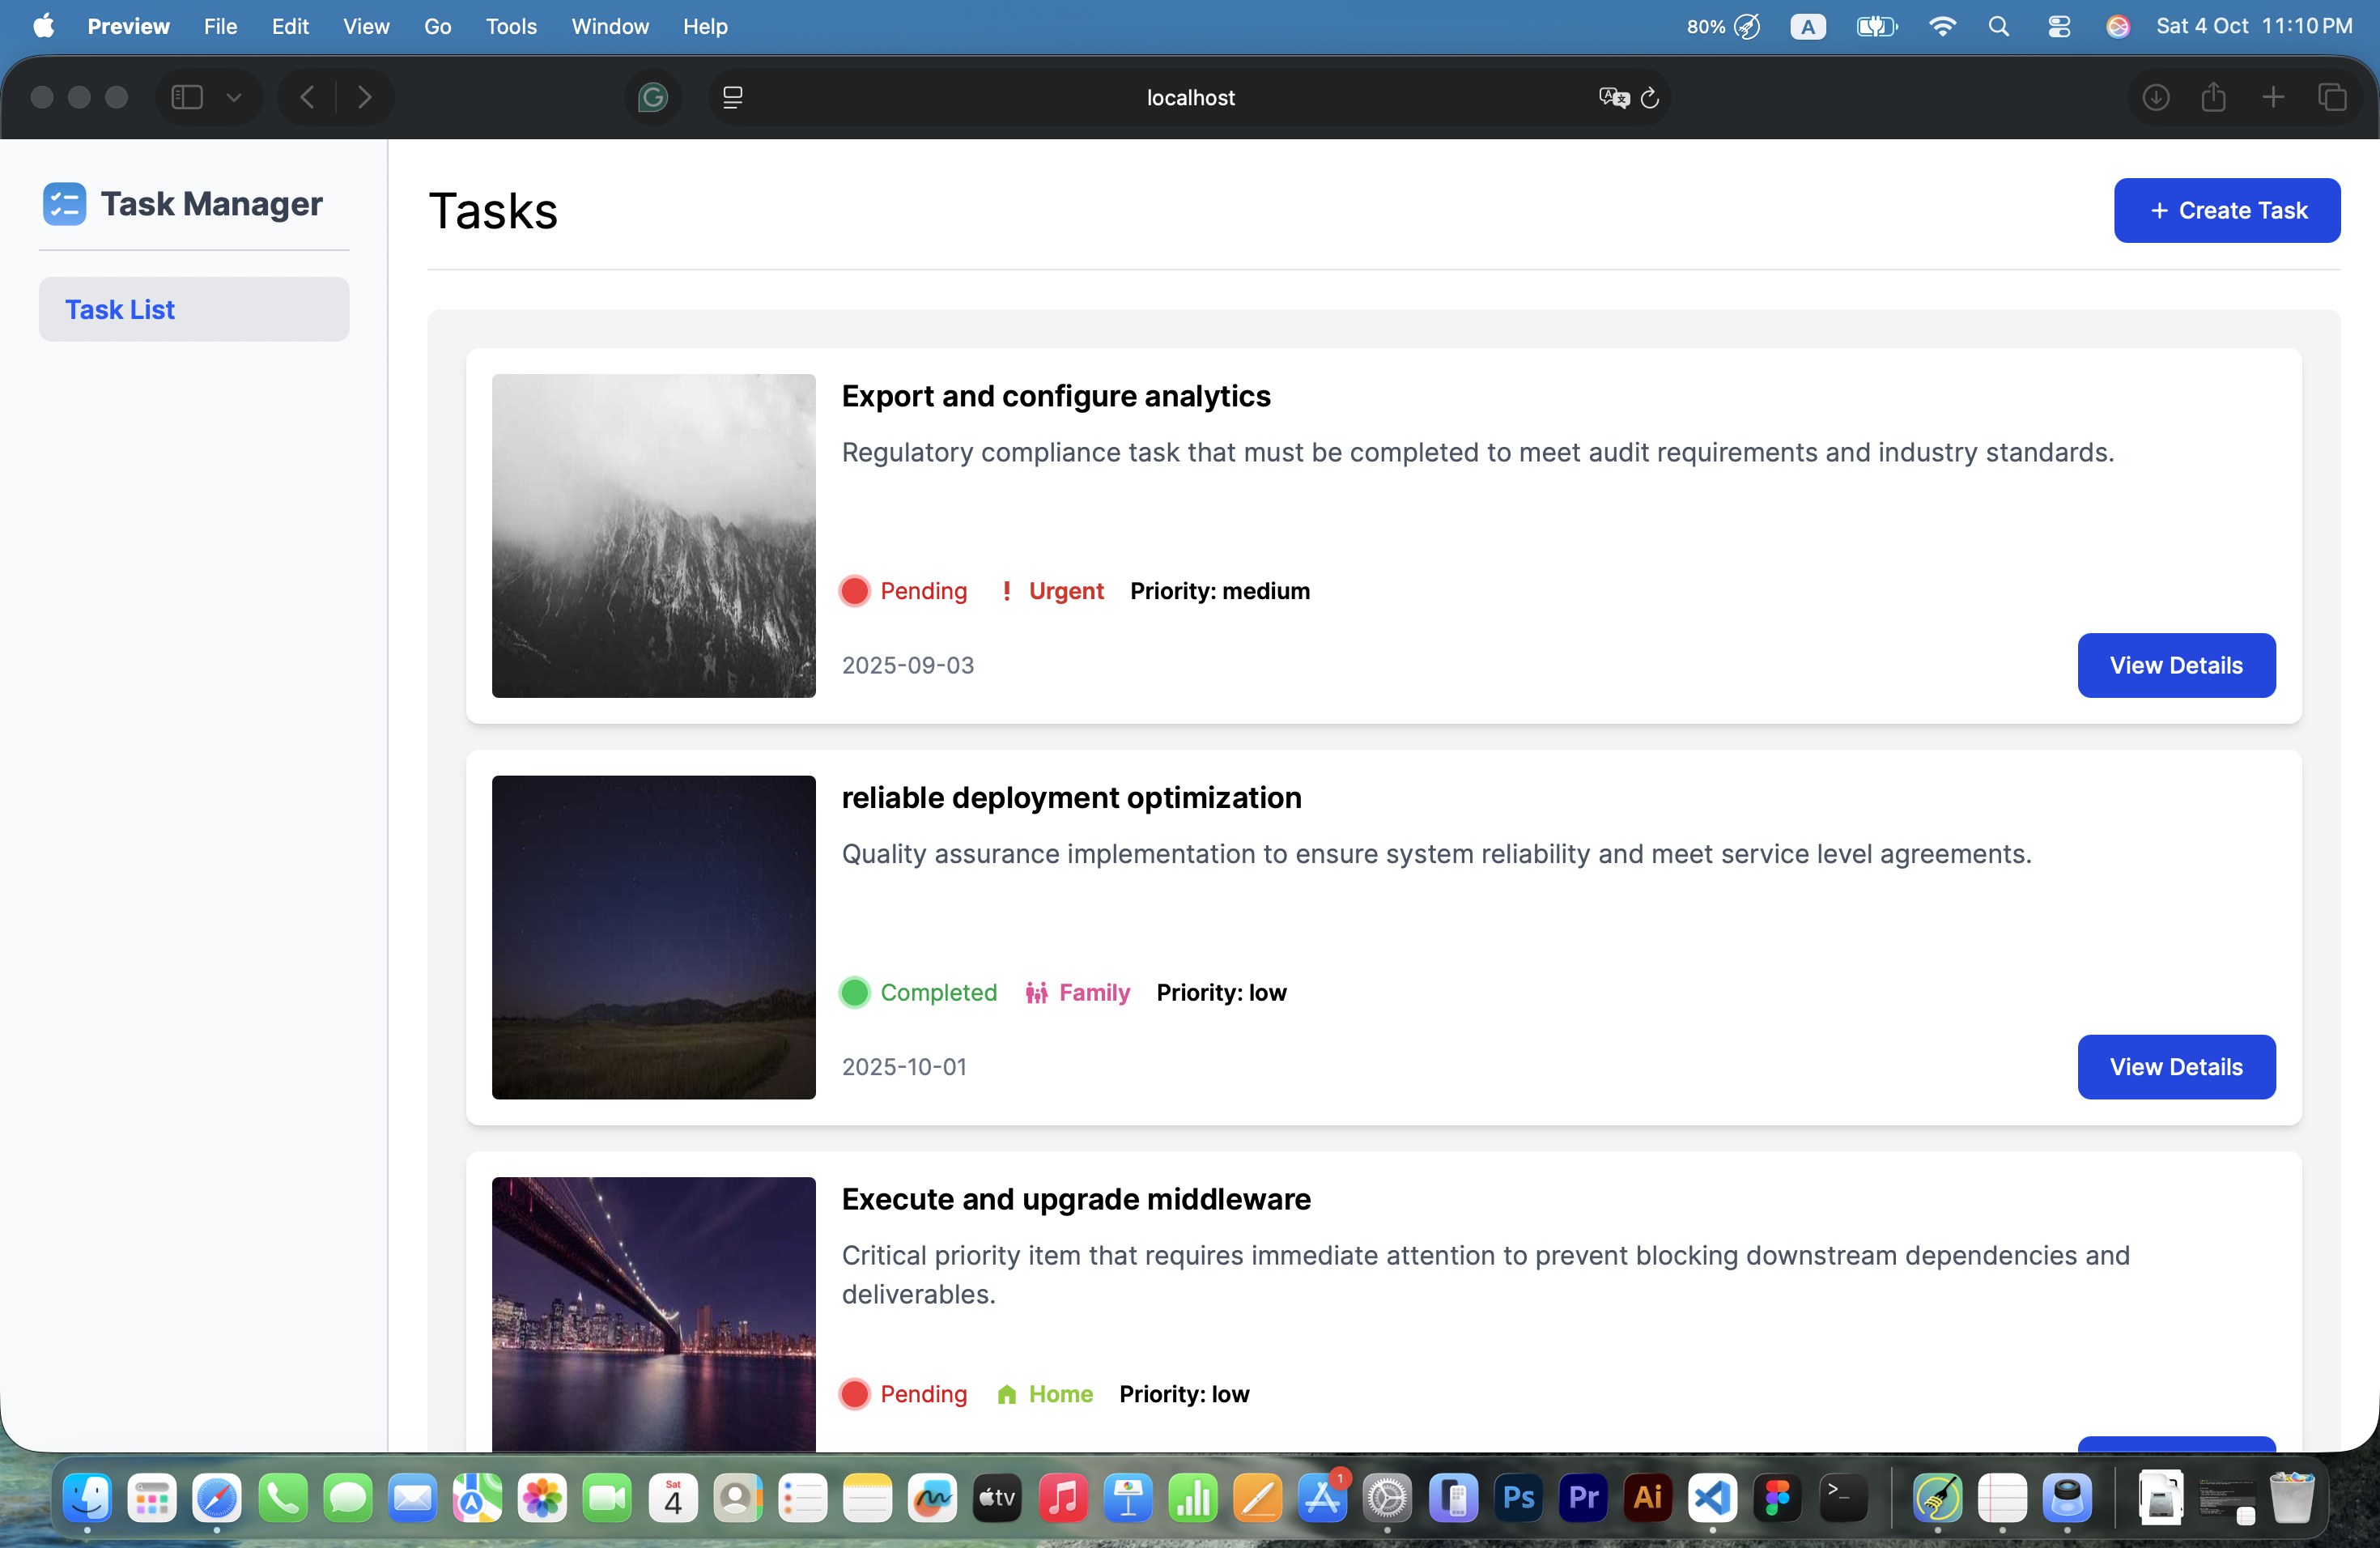 Preview File Edit View Go Tools Window Help 80% A Sat 4 Oct 11:10 PM
localhost
Task Manager
Task List
Tasks
+ Create Task
Export and configure analytics
Regulatory compliance task that must be completed to meet audit requirements and industry standards.
Pending ! Urgent Priority: medium
2025-09-03
View Details
reliable deployment optimization
Quality assurance implementation to ensure system reliability and meet service level agreements.
Completed Family Priority: low
2025-10-01
View Details
Execute and upgrade middleware
Critical priority item that requires immediate attention to prevent blocking downstream dependencies and
deliverables.
Pending Home Priority: low
Sat
4
tv
1
Ps
Pr
Ai
>_